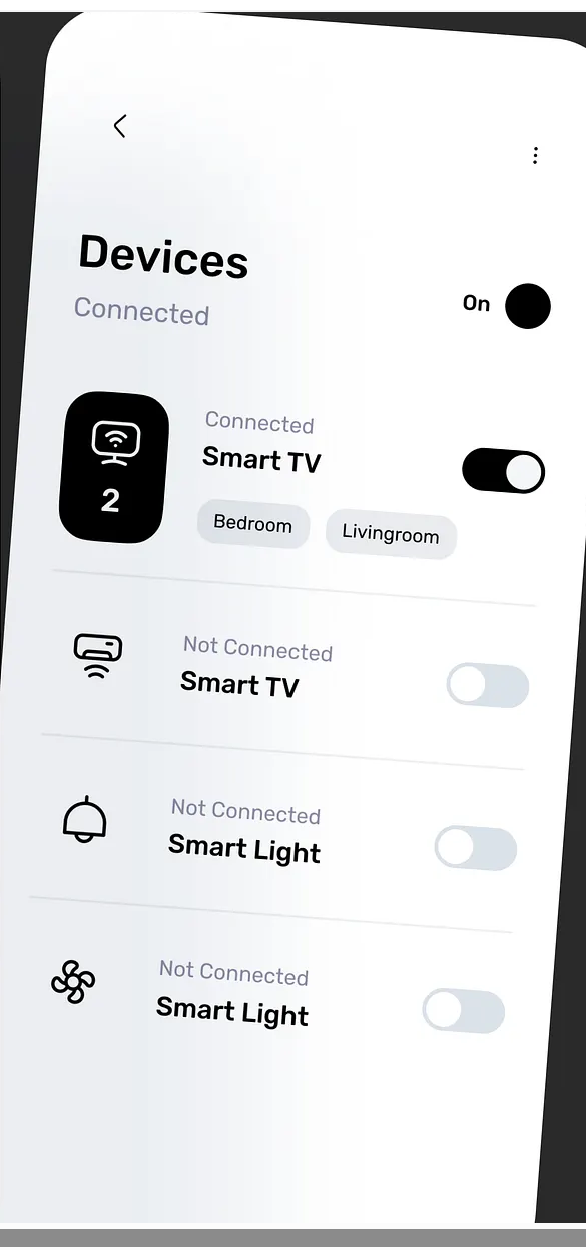 Devices
Connected
On
Connected
Smart TV
2
Bedroom
Livingroom
Not Connected
Smart TV
Not Connected
Smart Light
Not Connected
Smart Light